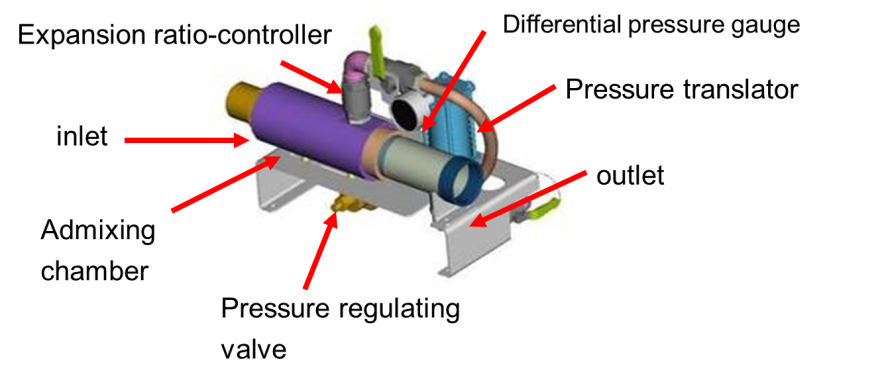 Differential pressure gauge
Expansion ratio-controller
Pressure translator
inlet
outlet
Admixing
chamber
Pressure regulating
valve